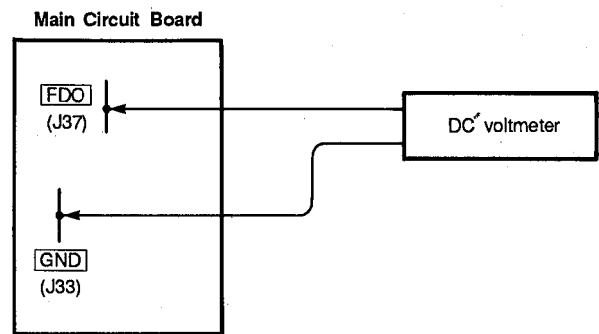 Main Circuit Board
FDO
(J37)
DC voltmeter
GND
(J33)